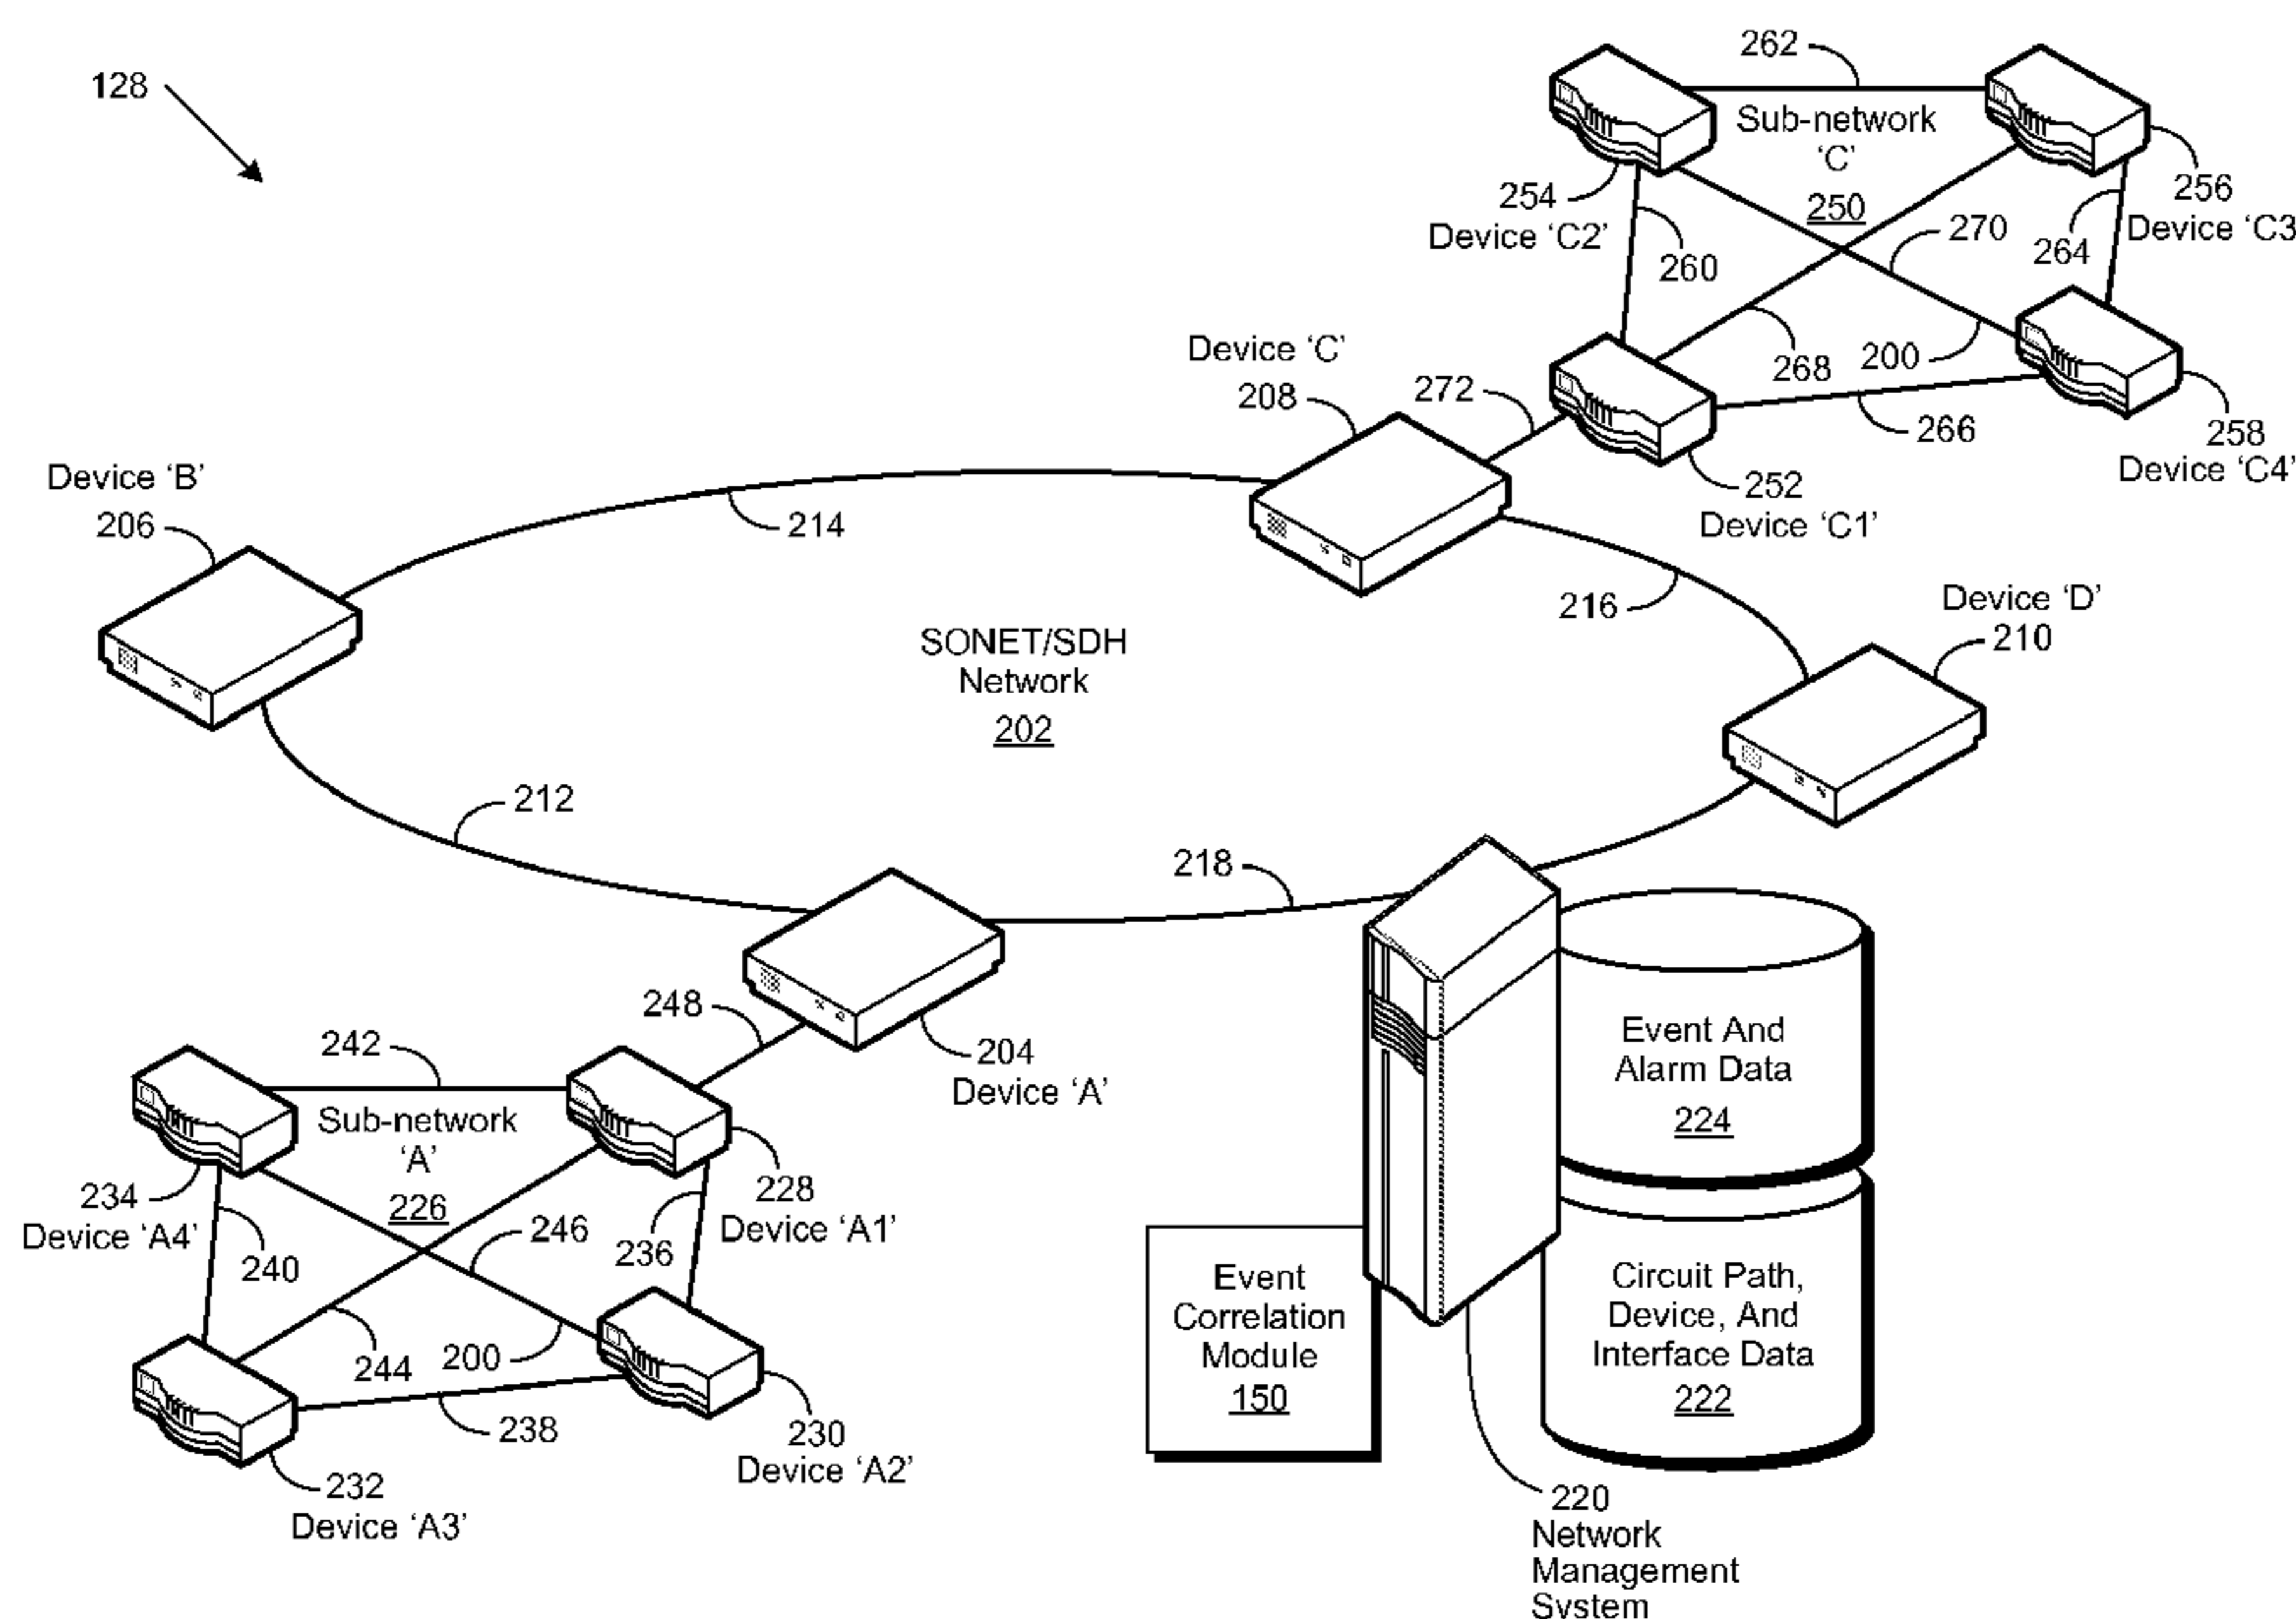 128
262
Sub-network
'C'
250
254
Device 'C2'
256
Device 'C3
264
270
260
268
200
266
258
Device 'C4'
252
Device 'C1'
Device 'C'
208
272
Device 'B'
206
214
216
Device 'D'
210
SONET/SDH
Network
202
212
218
248
204
Device 'A'
242
Sub-network
'A'
226
234
Device 'A4'
240
246
236
228
Device 'A1'
244
200
238
230
Device 'A2'
232
Device 'A3'
Event And
Alarm Data
224
Event
Correlation
Module
150
Circuit Path,
Device, And
Interface Data
222
220
Network
Management
System